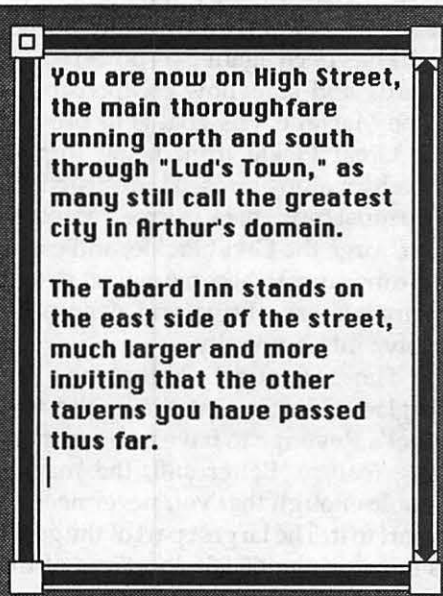 You are now on High Street,
the main thoroughfare
running north and south
through "Lud's Town," as
many still call the greatest
city in Arthur's domain.
The Tabard Inn stands on
the east side of the street,
much larger and more
inviting that the other
taverns you have passed
thus far.